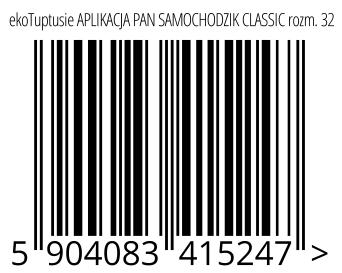 ekoTuptusie APLIKACJA PAN SAMOCHODZIK CLASSIC rozm. 32
5 904083 415247 >